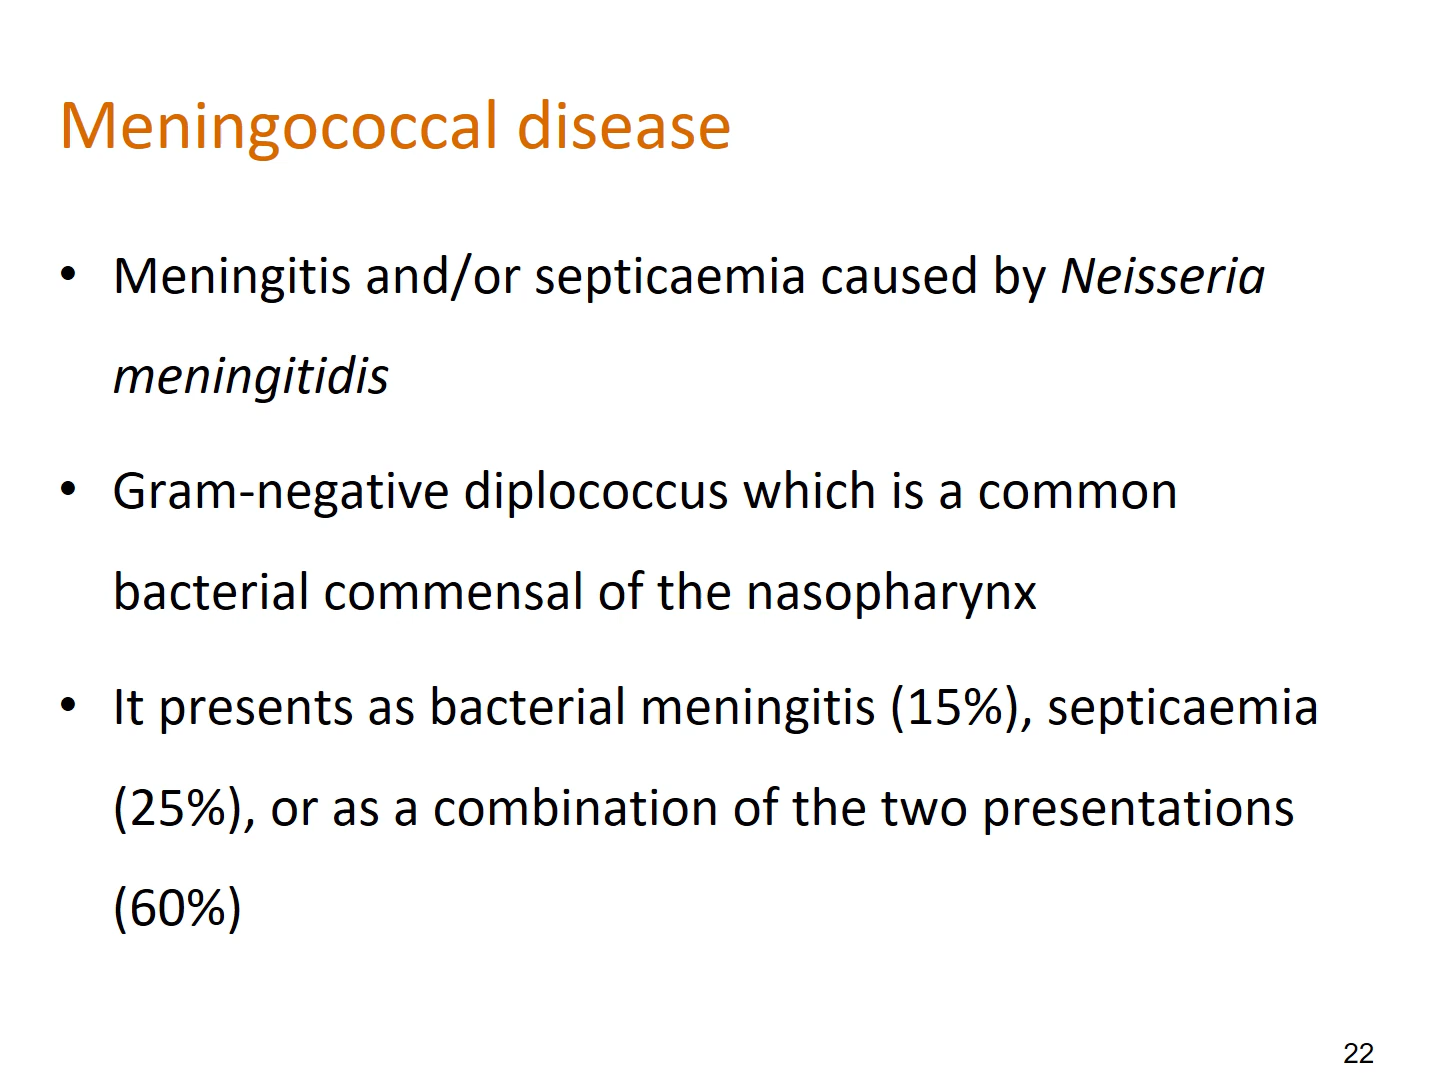 Meningococcal disease
• Meningitis and/or septicaemia caused by Neisseria
meningitidis
• Gram-negative diplococcus which is a common
bacterial commensal of the nasopharynx
• It presents as bacterial meningitis (15%), septicaemia
(25%), or as a combination of the two presentations
(60%)
22